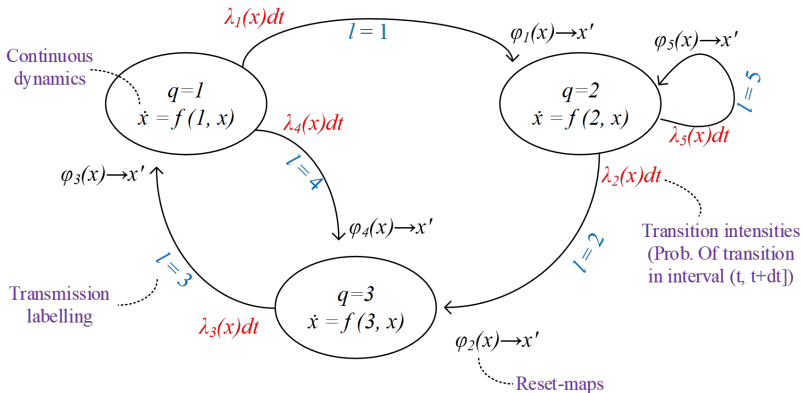 λ₁(x)dt
l = 1
φ₁(x)→x'
φ₅(x)→x'
Continuous
dynamics
q=1
ẋ = f (1, x)
q=2
ẋ = f (2, x)
l = 5
λ₄(x)dt
λ₅(x)dt
l = 4
φ₃(x)→x'
λ₂(x)dt
φ₄(x)→x'
Transition intensities
(Prob. Of transition
in interval (t, t+dt])
l = 2
l = 3
Transmission
labelling
q=3
ẋ = f (3, x)
λ₃(x)dt
φ₂(x)→x'
Reset-maps